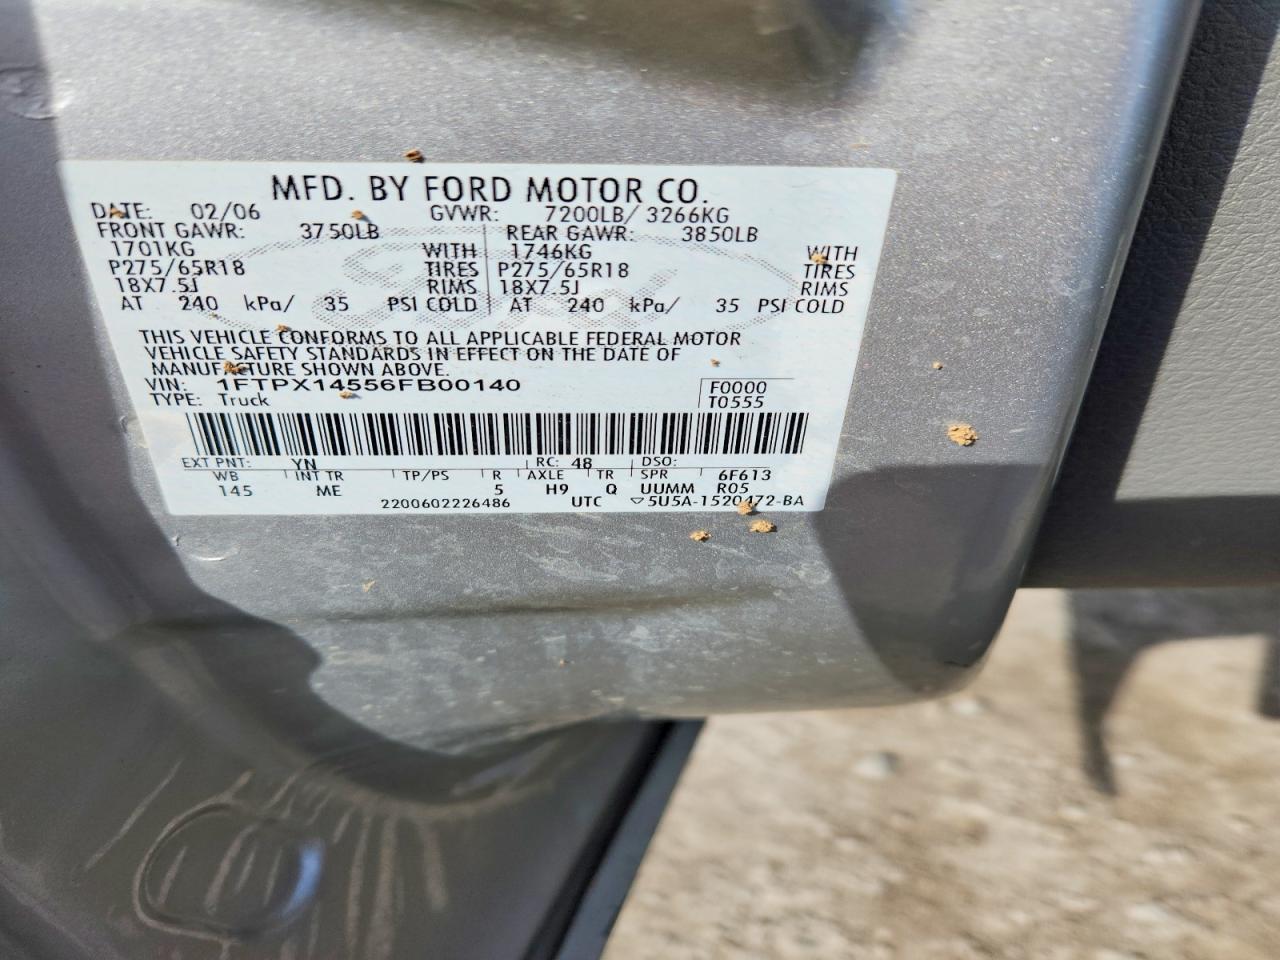 MFD. BY FORD MOTOR CO.
DATE: 02/06 GVWR: 7200LB/ 3266KG
FRONT GAWR: 3750LB REAR GAWR: 3850LB
1701KG WITH 1746KG WITH
P275/65R18 TIRES P275/65R18 TIRES
18X7.5J RIMS 18X7.5J RIMS
AT 240 kPa/ 35 PSI COLD AT 240 kPa/ 35 PSI COLD
THIS VEHICLE CONFORMS TO ALL APPLICABLE FEDERAL MOTOR
VEHICLE SAFETY STANDARDS IN EFFECT ON THE DATE OF
MANUFACTURE SHOWN ABOVE.
VIN: 1FTPX14556FB00140 F0000
TYPE: Truck T0555
EXT PNT: YN RC: 48 DSO:
WB INT TR TP/PS R AXLE TR SPR 6F613
145 ME 5 H9 Q UUMM R05
2200602226486 UTC ▽5U5A-1520472-BA